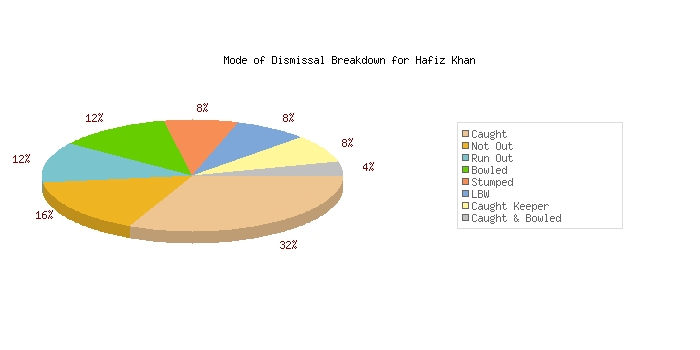 Mode of Dismissal Breakdown for Hafiz Khan
8%
12%
8%
8%
12%
4%
16%
32%
Caught
Not Out
Run Out
Bowled
Stumped
LBW
Caught Keeper
Caught & Bowled